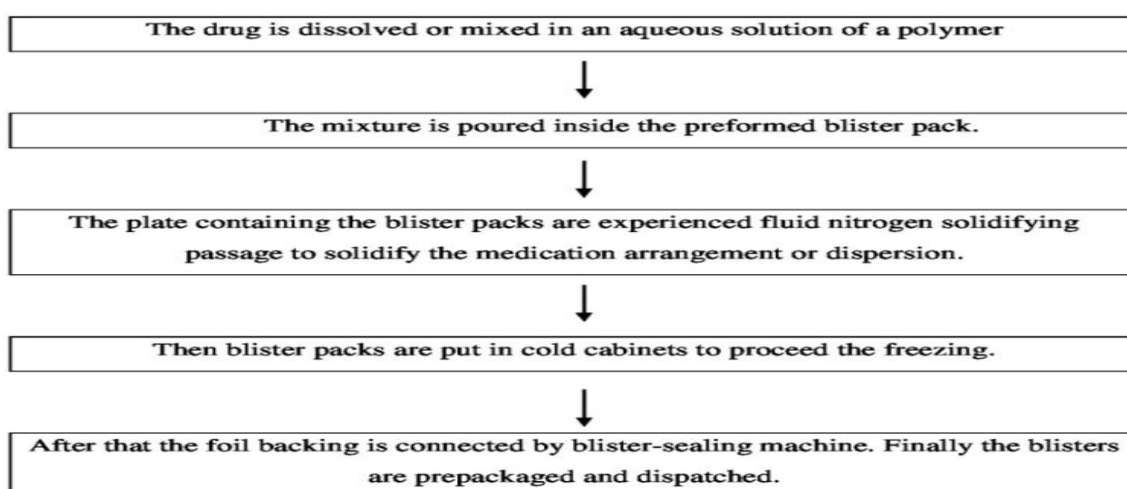 The drug is dissolved or mixed in an aqueous solution of a polymer
The mixture is poured inside the preformed blister pack.
The plate containing the blister packs are experienced fluid nitrogen solidifying
passage to solidify the medication arrangement or dispersion.
Then blister packs are put in cold cabinets to proceed the freezing.
After that the foil backing is connected by blister-sealing machine. Finally the blisters
are prepackaged and dispatched.